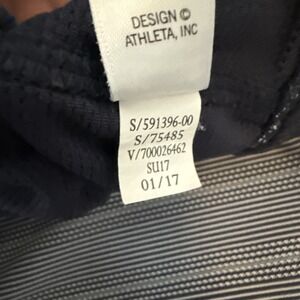 DESIGN ©
ATHLETA, INC
S/591396-00
S/75485
V/700026462
SU17
01/17